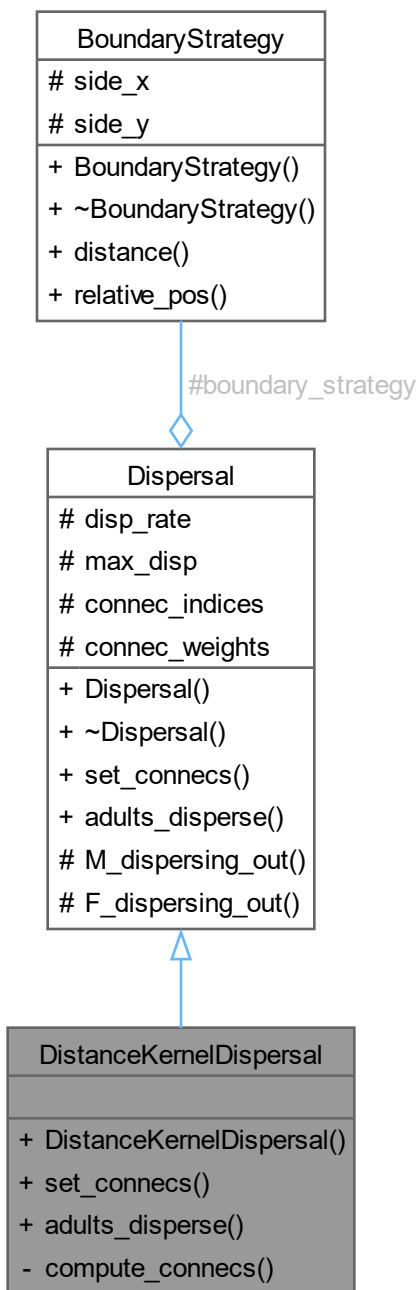 BoundaryStrategy
# side_x
# side_y
+ BoundaryStrategy()
+ ~BoundaryStrategy()
+ distance()
+ relative_pos()
#boundary_strategy
Dispersal
# disp_rate
# max_disp
# connec_indices
# connec_weights
+ Dispersal()
+ ~Dispersal()
+ set_connecs()
+ adults_disperse()
# M_dispersing_out()
# F_dispersing_out()
DistanceKernelDispersal
+ DistanceKernelDispersal()
+ set_connecs()
+ adults_disperse()
- compute_connecs()